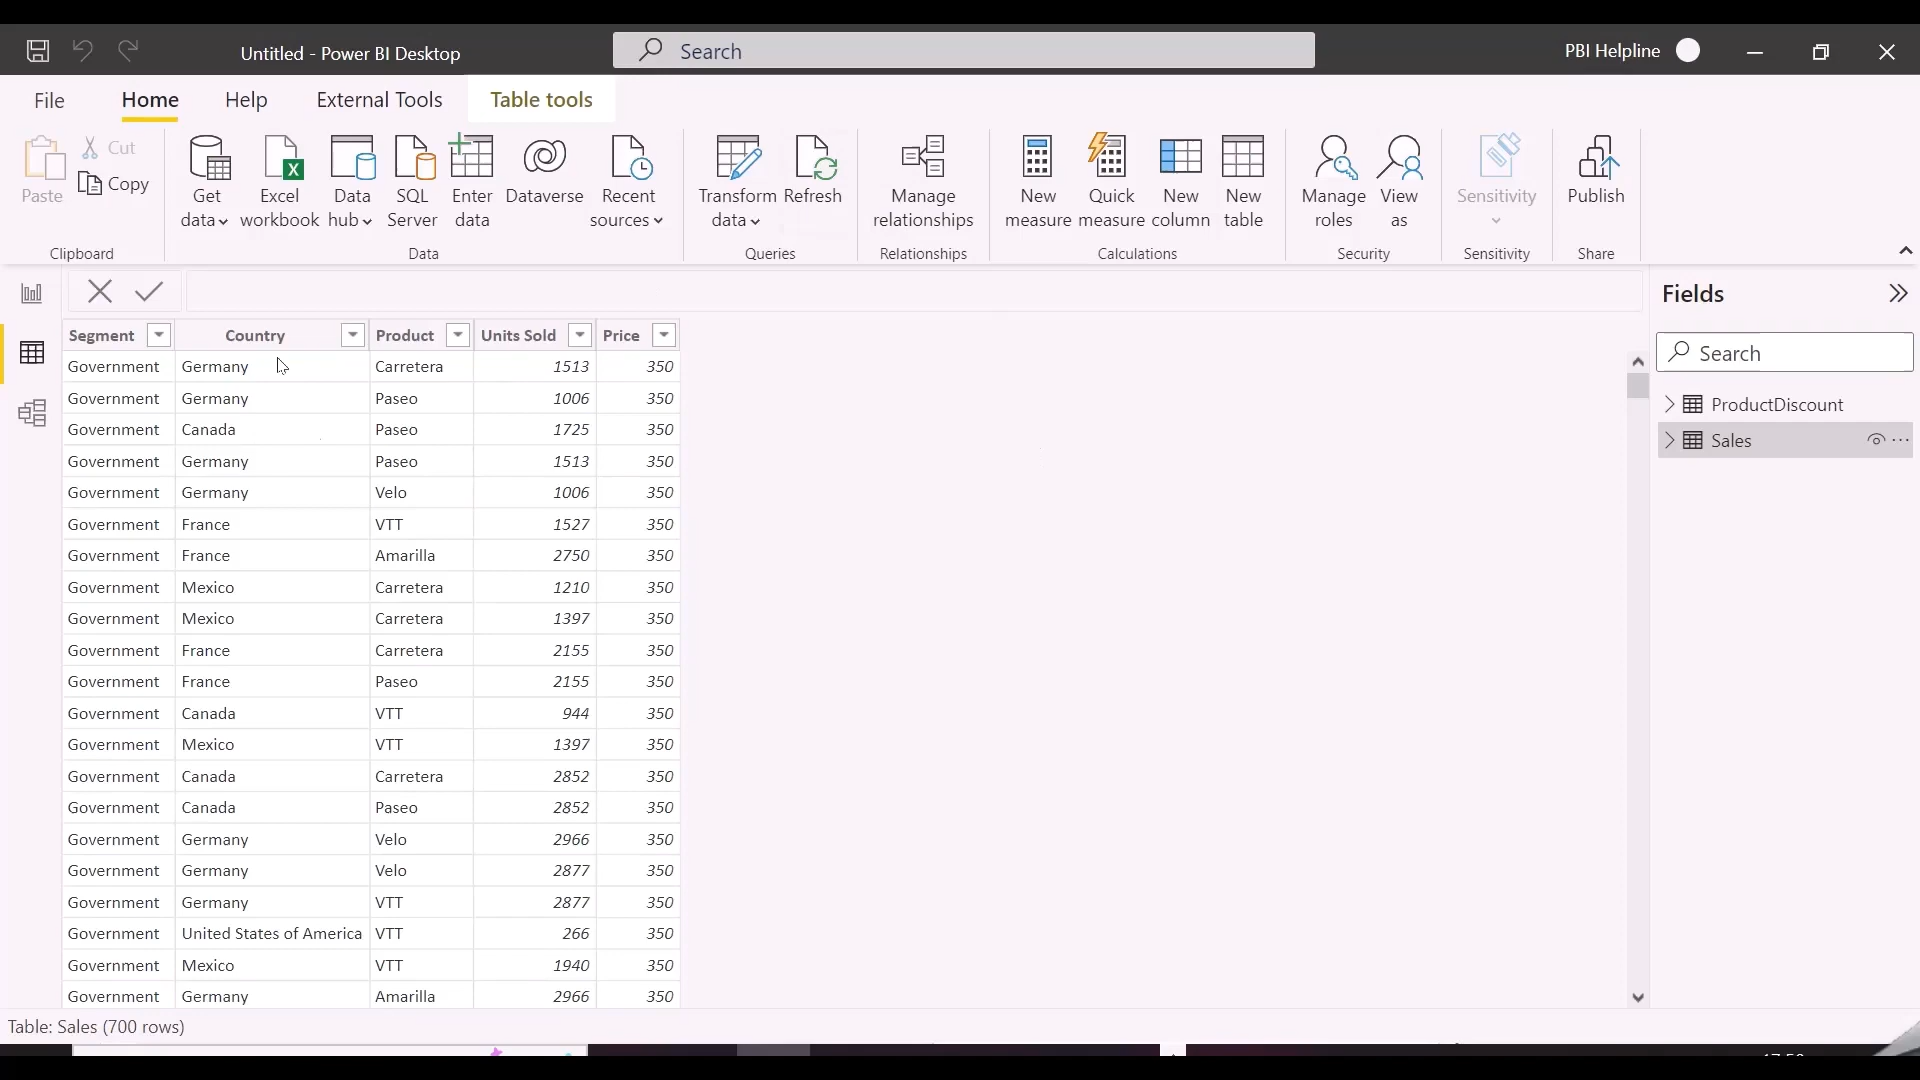 Untitled - Power BI Desktop
Search
PBI Helpline
File Home Help External Tools Table tools
Paste
Cut
Copy
Clipboard
Get data
Excel workbook
Data hub
SQL Server
Enter data
Dataverse
Recent sources
Data
Transform data
Refresh
Queries
Manage relationships
Relationships
New measure
Quick measure
New column
New table
Calculations
Manage roles
View as
Security
Sensitivity
Sensitivity
Publish
Share
Segment Country Product Units Sold Price
Government Germany Carretera 1513 350
Government Germany Paseo 1006 350
Government Canada Paseo 1725 350
Government Germany Paseo 1513 350
Government Germany Velo 1006 350
Government France VTT 1527 350
Government France Amarilla 2750 350
Government Mexico Carretera 1210 350
Government Mexico Carretera 1397 350
Government France Carretera 2155 350
Government France Paseo 2155 350
Government Canada VTT 944 350
Government Mexico VTT 1397 350
Government Canada Carretera 2852 350
Government Canada Paseo 2852 350
Government Germany Velo 2966 350
Government Germany Velo 2877 350
Government Germany VTT 2877 350
Government United States of America VTT 266 350
Government Mexico VTT 1940 350
Government Germany Amarilla 2966 350
Fields
Search
ProductDiscount
Sales
Table: Sales (700 rows)